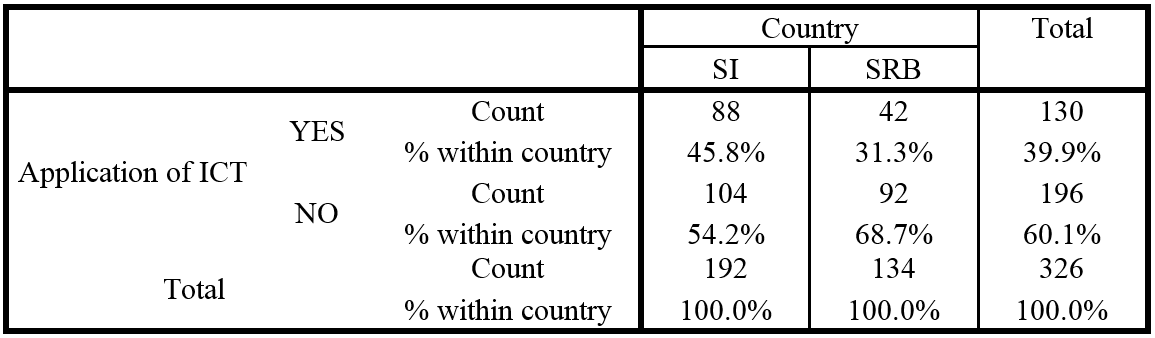 Country Total
SI SRB
Application of ICT YES Count 88 42 130
% within country 45.8% 31.3% 39.9%
NO Count 104 92 196
% within country 54.2% 68.7% 60.1%
Total Count 192 134 326
% within country 100.0% 100.0% 100.0%